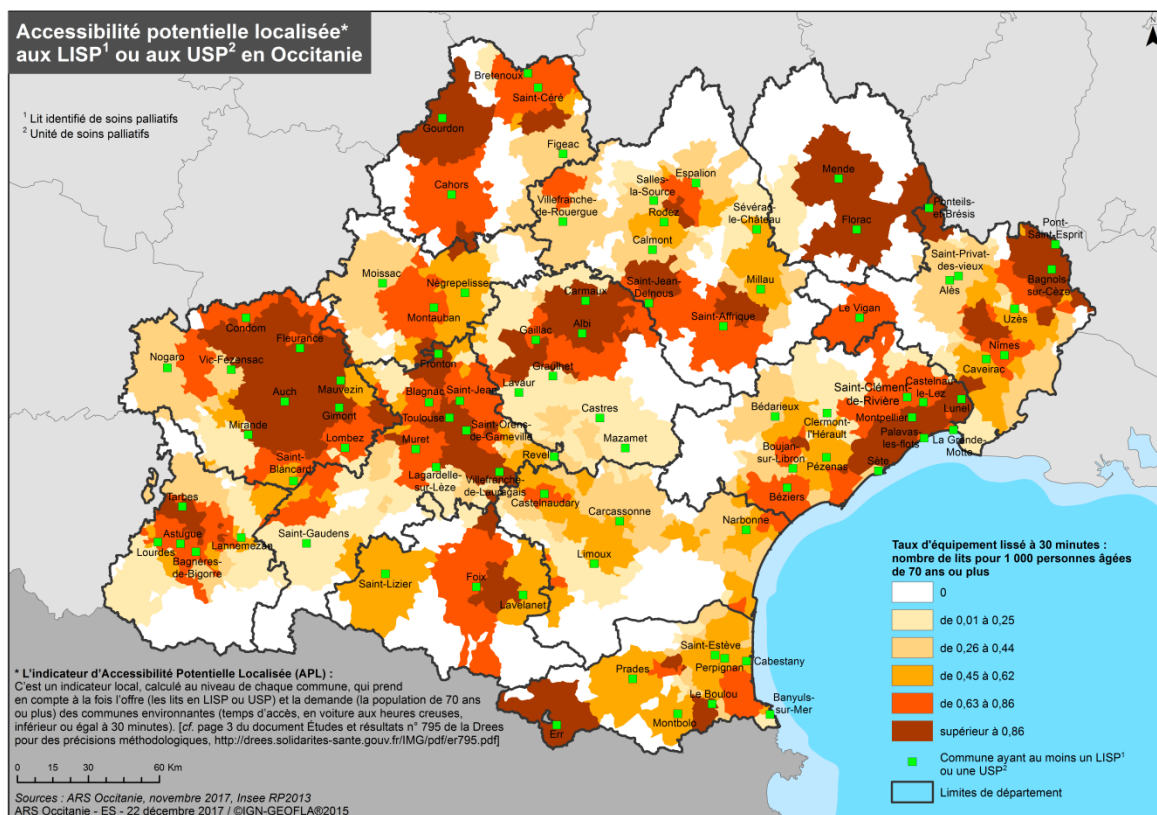 Accessibilité potentielle localisée*
aux LISP¹ ou aux USP² en Occitanie
N
¹ Lit identifié de soins palliatifs
² Unité de soins palliatifs
Bretenoux
Saint-Céré
Gourdon
Figeac
Cahors
Mende
Salles-
la-Source
Espalion
Villefranche-
de-Rouergue
Rodez
Sévérac-
le-Château
Florac
Ponteils-
et-Brésis
Pont-
Saint-Esprit
Calmont
Saint-Privat-
des-vieux
Alès
Bagnols-
sur-Cèze
Moissac
Nègrepelisse
Montauban
Carmaux
Saint-Jean-
Delnous
Millau
Le Vigan
Uzès
Condom
Fleurance
Albi
Gaillac
Saint-Affrique
Nîmes
Nogaro
Vic-Fezensac
Fronton
Graulhet
Caveirac
Auch
Mauvezin
Blagnac
Saint-Jean
Lavaur
Saint-Clément-
de-Rivière
Castelnau-
le-Lez
Gimont
Toulouse
Castres
Bédarieux
Montpellier
Lunel
Mirande
Saint-Orens-
de-Gameville
Clermont-
l'Hérault
Palavas-
les-flots
Lombez
Muret
Mazamet
Boujan-
sur-Libron
La Grande-
Motte
Saint-
Blancard
Revel
Pézenas
Sète
Lagardelle-
sur-Lèze
Villefranche-
de-Lauragais
Béziers
Tarbes
Castelnaudary
Carcassonne
Narbonne
Astugue
Lourdes
Lannemezan
Saint-Gaudens
Bagnères-
de-Bigorre
Limoux
Saint-Lizier
Foix
Lavelanet
Saint-Estève
Perpignan
Cabestany
Prades
Le Boulou
Banyuls-
sur-Mer
Montbolo
Err
Taux d'équipement lissé à 30 minutes :
nombre de lits pour 1 000 personnes âgées
de 70 ans ou plus
0
de 0,01 à 0,25
de 0,26 à 0,44
de 0,45 à 0,62
de 0,63 à 0,86
supérieur à 0,86
Commune ayant au moins un LISP¹
ou une USP²
Limites de département
* L'indicateur d'Accessibilité Potentielle Localisée (APL) :
C'est un indicateur local, calculé au niveau de chaque commune, qui prend
en compte à la fois l'offre (les lits en LISP ou USP) et la demande (la population de 70 ans
ou plus) des communes environnantes (temps d'accès, en voiture aux heures creuses,
inférieur ou égal à 30 minutes). [cf. page 3 du document Études et résultats n° 795 de la Drees
pour des précisions méthodologiques, http://drees.solidarites-sante.gouv.fr/IMG/pdf/er795.pdf]
0 15 30 60 Km
Sources : ARS Occitanie, novembre 2017, Insee RP2013
ARS Occitanie - ES - 22 décembre 2017 / ©IGN-GEOFLA®2015